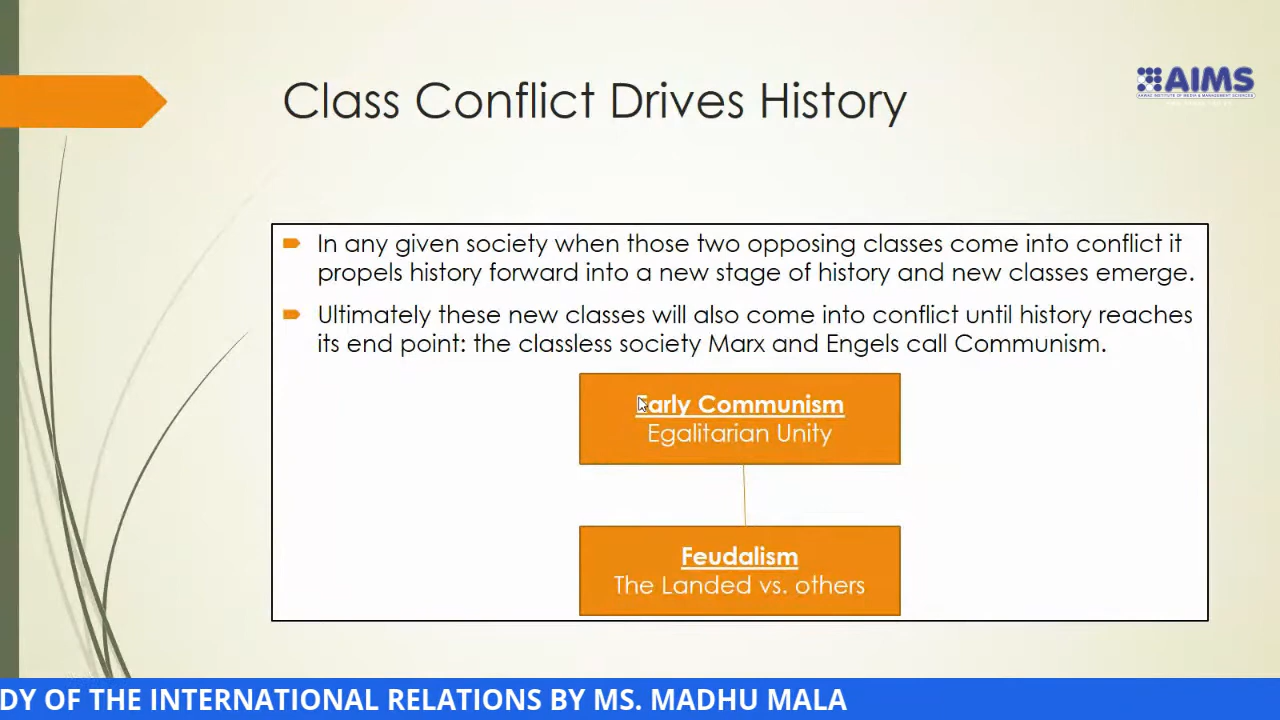 Class Conflict Drives History
AIMS
In any given society when those two opposing classes come into conflict it
propels history forward into a new stage of history and new classes emerge.
Ultimately these new classes will also come into conflict until history reaches
its end point: the classless society Marx and Engels call Communism.
Early Communism
Egalitarian Unity
Feudalism
The Landed vs. others
DY OF THE INTERNATIONAL RELATIONS BY MS. MADHU MALA